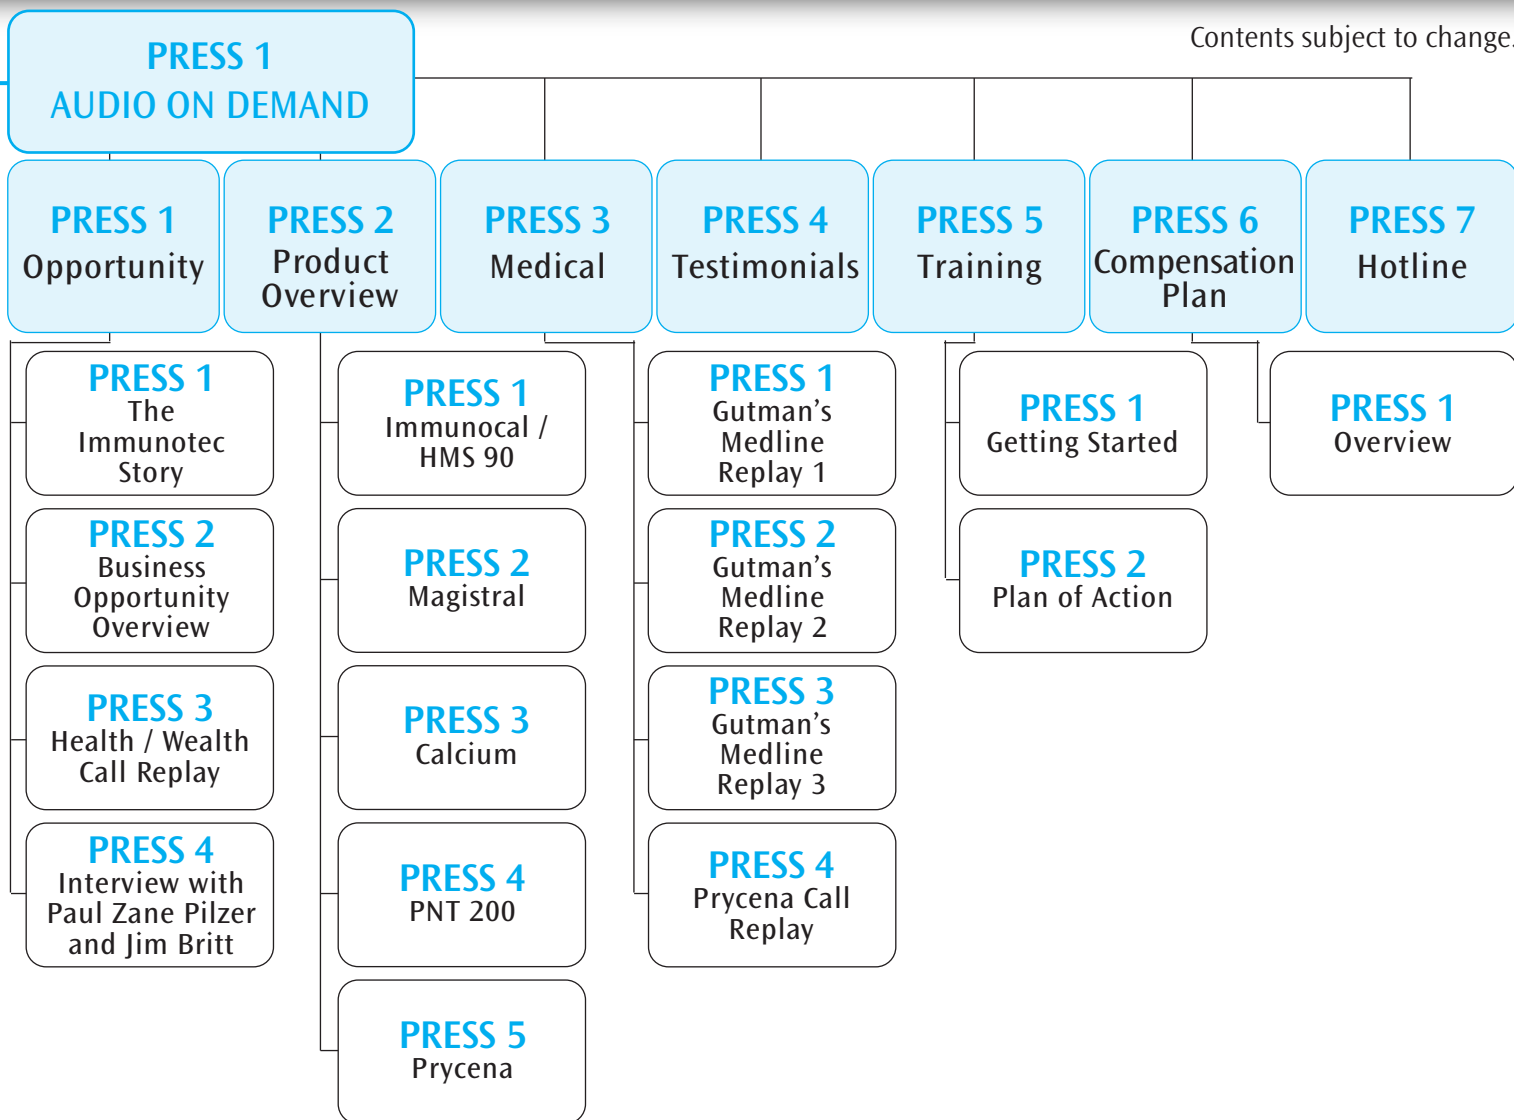 Contents subject to change.
PRESS 1
AUDIO ON DEMAND
PRESS 1
Opportunity
PRESS 2
Product
Overview
PRESS 3
Medical
PRESS 4
Testimonials
PRESS 5
Training
PRESS 6
Compensation
Plan
PRESS 7
Hotline
PRESS 1
The
Immunotec
Story
PRESS 2
Business
Opportunity
Overview
PRESS 3
Health / Wealth
Call Replay
PRESS 4
Interview with
Paul Zane Pilzer
and Jim Britt
PRESS 1
Immunocal /
HMS 90
PRESS 2
Magistral
PRESS 3
Calcium
PRESS 4
PNT 200
PRESS 5
Prycena
PRESS 1
Gutman’s
Medline
Replay 1
PRESS 2
Gutman’s
Medline
Replay 2
PRESS 3
Gutman’s
Medline
Replay 3
PRESS 4
Prycena Call
Replay
PRESS 1
Getting Started
PRESS 2
Plan of Action
PRESS 1
Overview